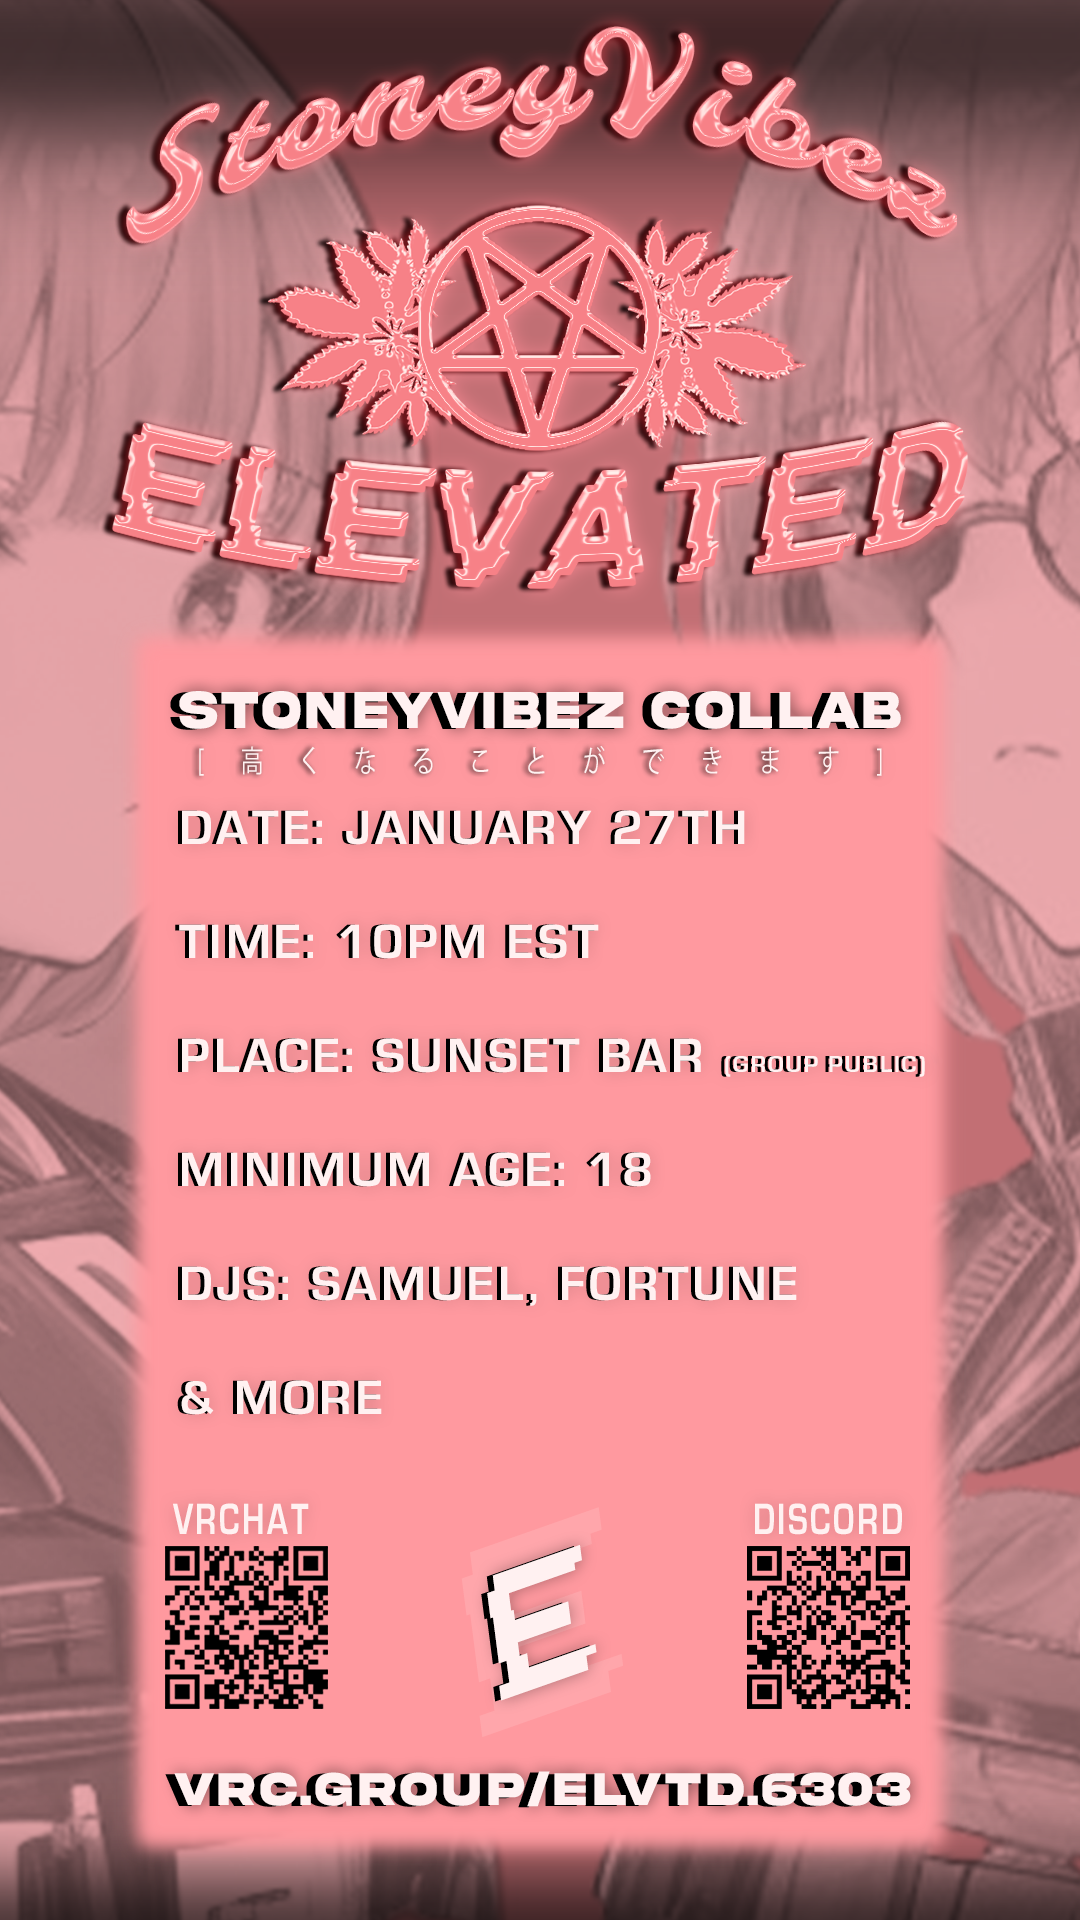 StoneyVibez
ELEVATED
STONEYVIBEZ COLLAB
[高くなることができます]
DATE: JANUARY 27TH
TIME: 10PM EST
PLACE: SUNSET BAR (GROUP PUBLIC)
MINIMUM AGE: 18
DJS: SAMUEL, FORTUNE
& MORE
VRCHAT
DISCORD
E
VRC.GROUP/ELVTD.6303